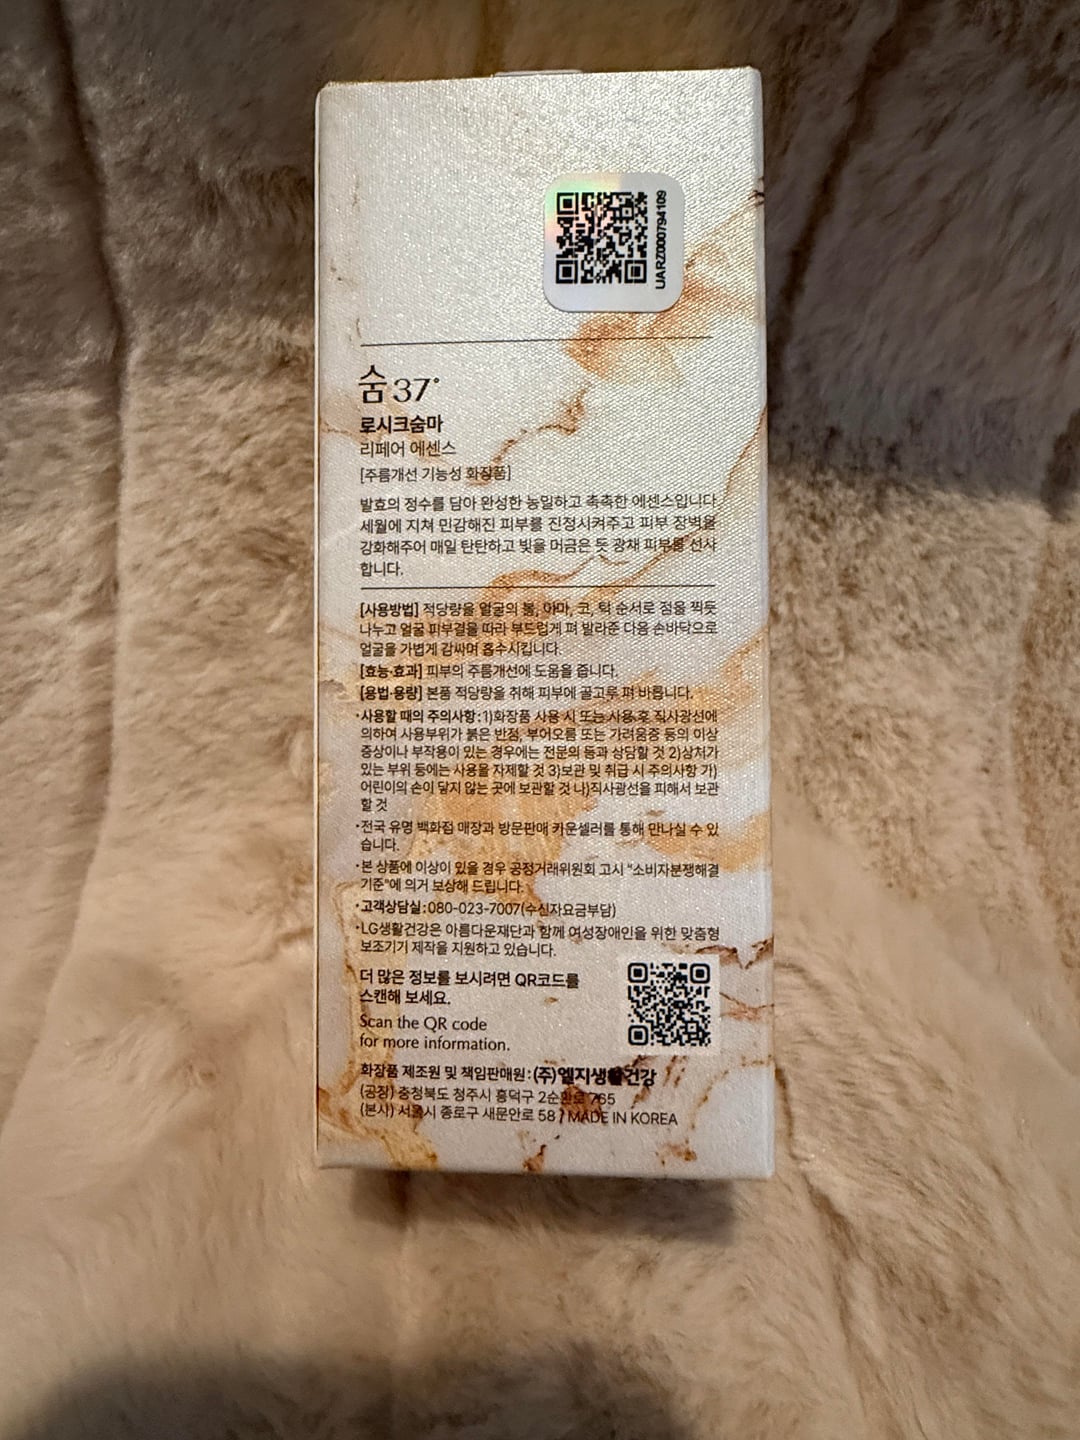 UARZ000794109
숨37°
로시크숨마
리페어 에센스
[주름개선 기능성 화장품]
발효의 정수를 담아 완성한 농밀하고 촉촉한 에센스입니다
세월에 지쳐 민감해진 피부를 진정시켜주고 피부 장벽을
강화해주어 매일 탄탄하고 빛을 머금은 듯 광채 피부를 선사
합니다.
[사용방법] 적당량을 얼굴의 볼, 이마, 코, 턱 순서로 점을 찍듯
나누고 얼굴 피부결을 따라 부드럽게 펴 발라준 다음 손바닥으로
얼굴을 가볍게 감싸며 흡수시킵니다.
[효능·효과] 피부의 주름개선에 도움을 줍니다.
[용법·용량] 본품 적당량을 취해 피부에 골고루 펴 바릅니다.
·사용할 때의 주의사항:1)화장품 사용 시 또는 사용 후 직사광선에
의하여 사용부위가 붉은 반점, 부어오름 또는 가려움증 등의 이상
증상이나 부작용이 있는 경우에는 전문의 등과 상담할 것 2)상처가
있는 부위 등에는 사용을 자제할 것 3)보관 및 취급 시 주의사항 가)
어린이의 손이 닿지 않는 곳에 보관할 것 나)직사광선을 피해서 보관
할 것
·전국 유명 백화점 매장과 방문판매 카운셀러를 통해 만나실 수 있
습니다.
·본 상품에 이상이 있을 경우 공정거래위원회 고시 "소비자분쟁해결
기준"에 의거 보상해 드립니다.
·고객상담실:080-023-7007(수신자요금부담)
·LG생활건강은 아름다운재단과 함께 여성장애인을 위한 맞춤형
보조기기 제작을 지원하고 있습니다.
더 많은 정보를 보시려면 QR코드를
스캔해 보세요.
Scan the QR code
for more information.
화장품 제조원 및 책임판매원:(주)엘지생활건강
(공장) 충청북도 청주시 흥덕구 2순환로 765
(본사) 서울시 종로구 새문안로 58 / MADE IN KOREA